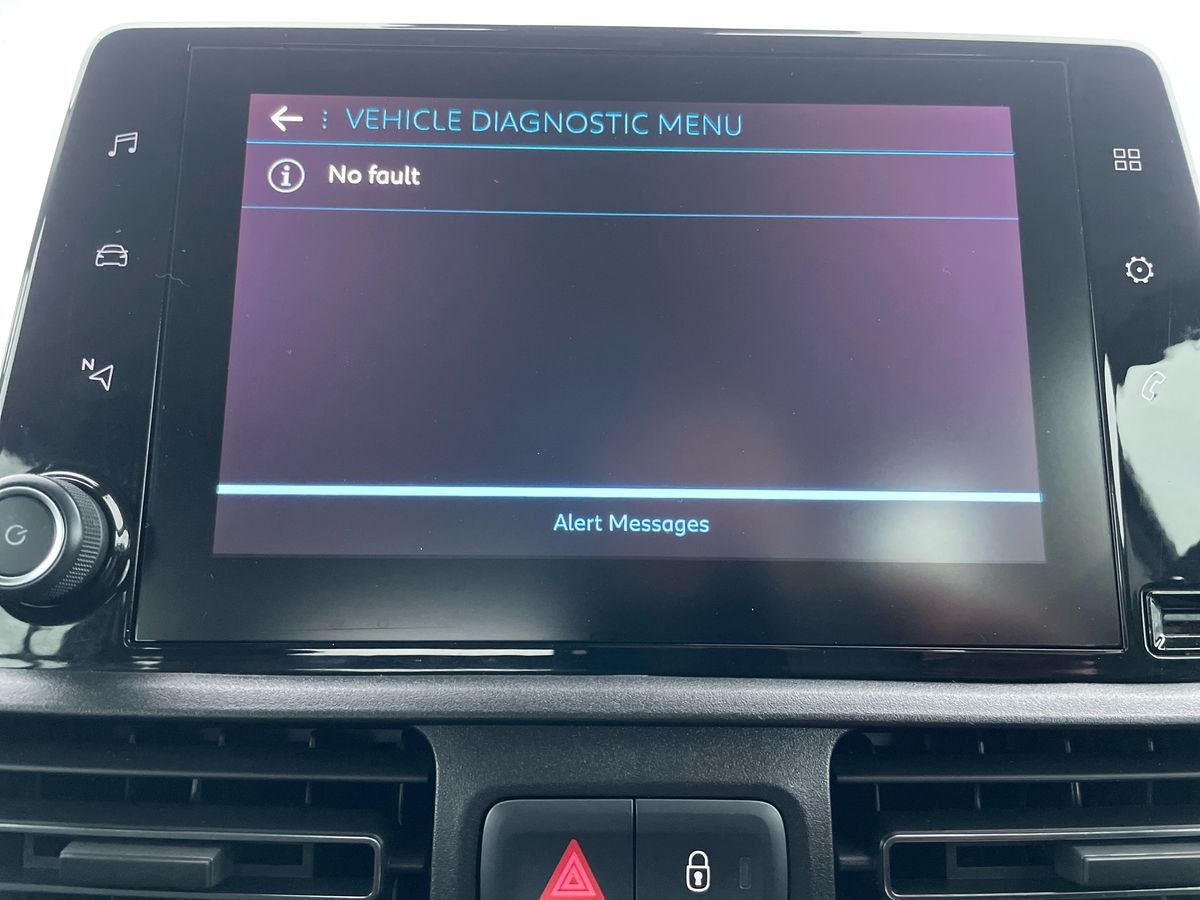 VEHICLE DIAGNOSTIC MENU
No fault
N
Alert Messages